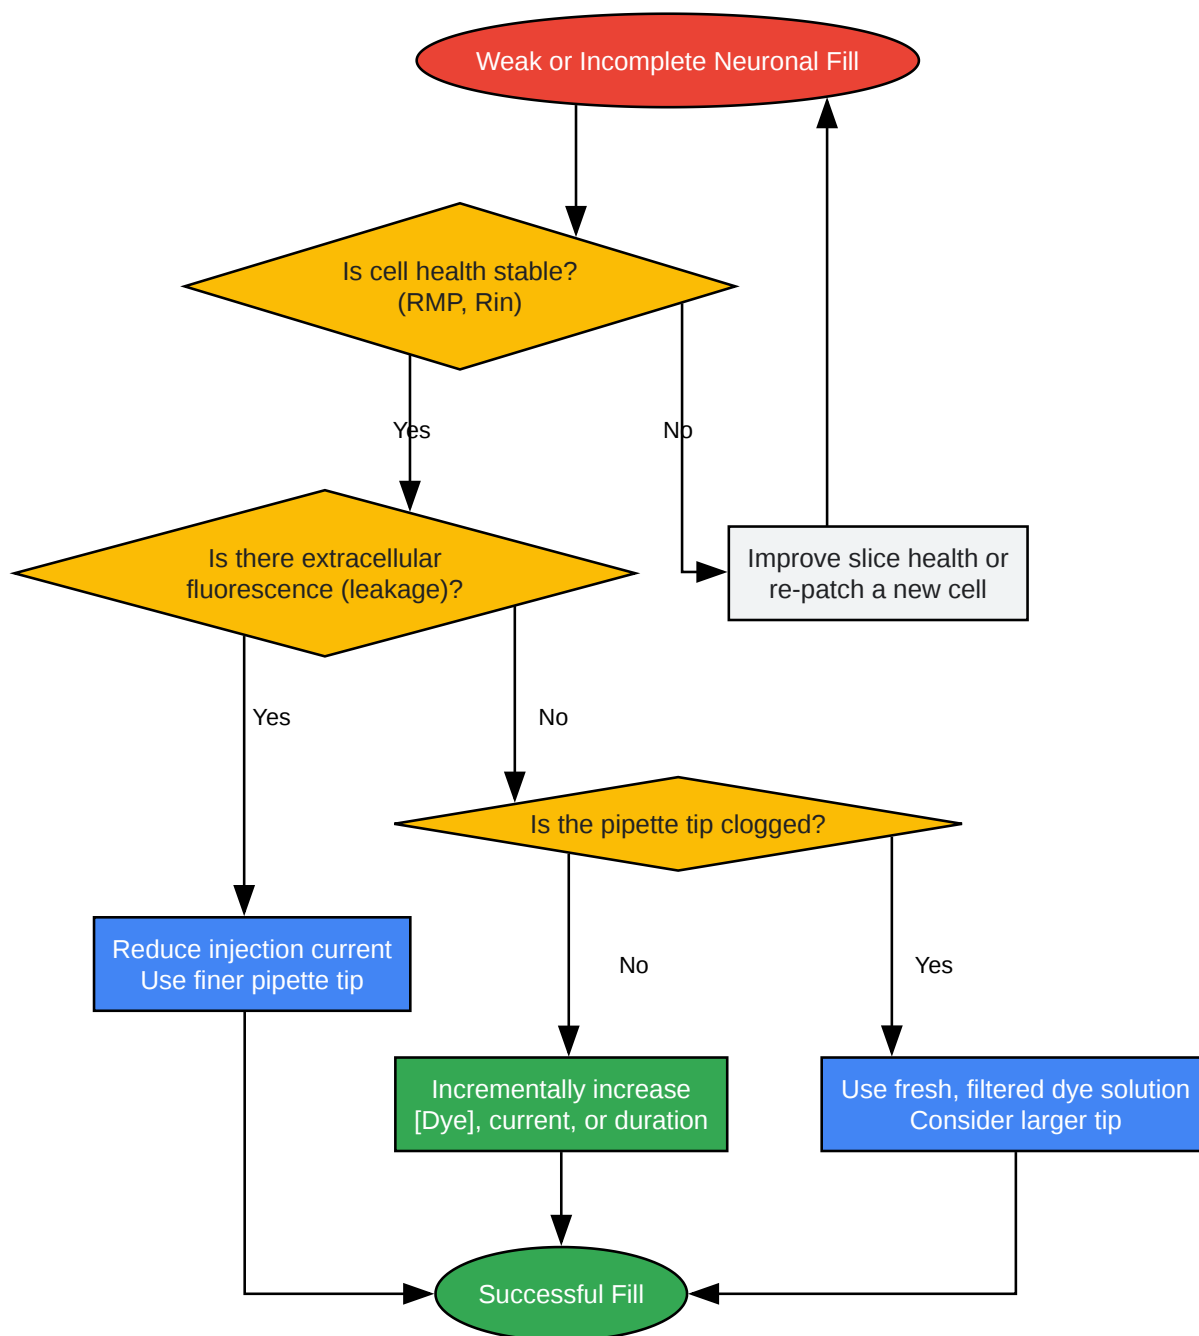 Weak or Incomplete Neuronal Fill
Is cell health stable?
(RMP, Rin)
Yes
No
Is there extracellular
fluorescence (leakage)?
Improve slice health or
re-patch a new cell
Yes
No
Is the pipette tip clogged?
Reduce injection current
Use finer pipette tip
No
Yes
Incrementally increase
[Dye], current, or duration
Use fresh, filtered dye solution
Consider larger tip
Successful Fill